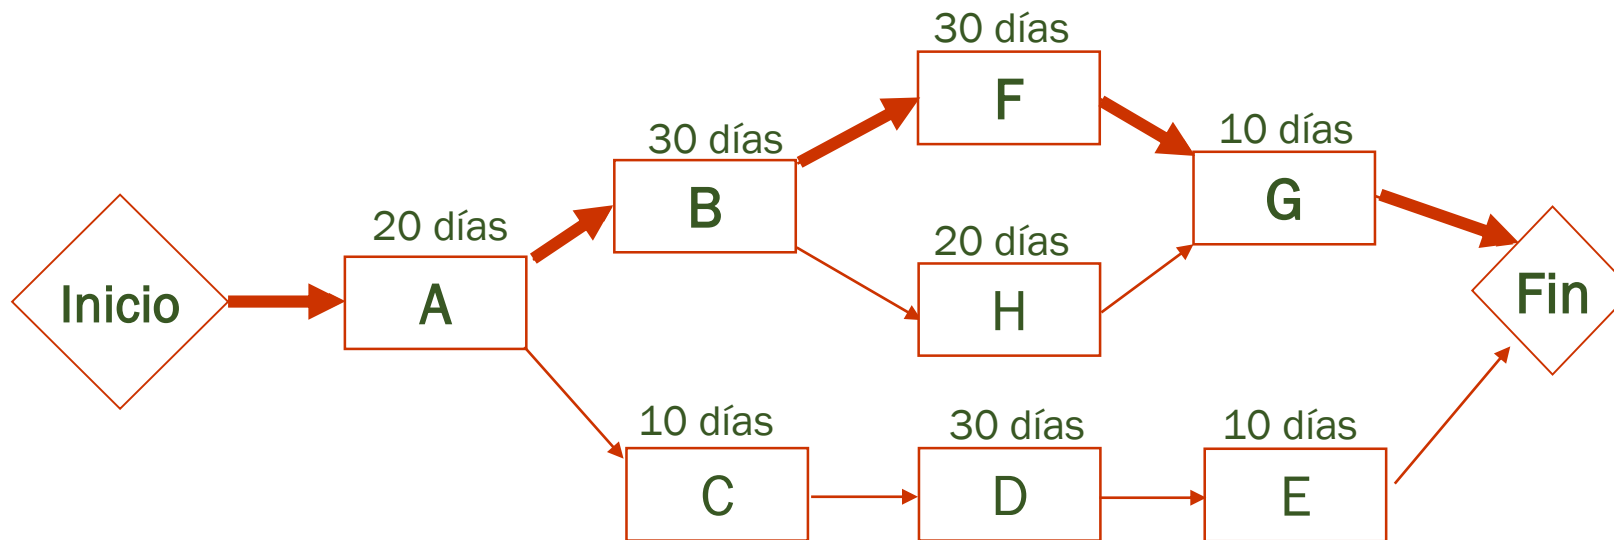 30 días
F
30 días
10 días
B
G
20 días
20 días
Inicio
A
H
Fin
10 días
30 días
10 días
C
D
E